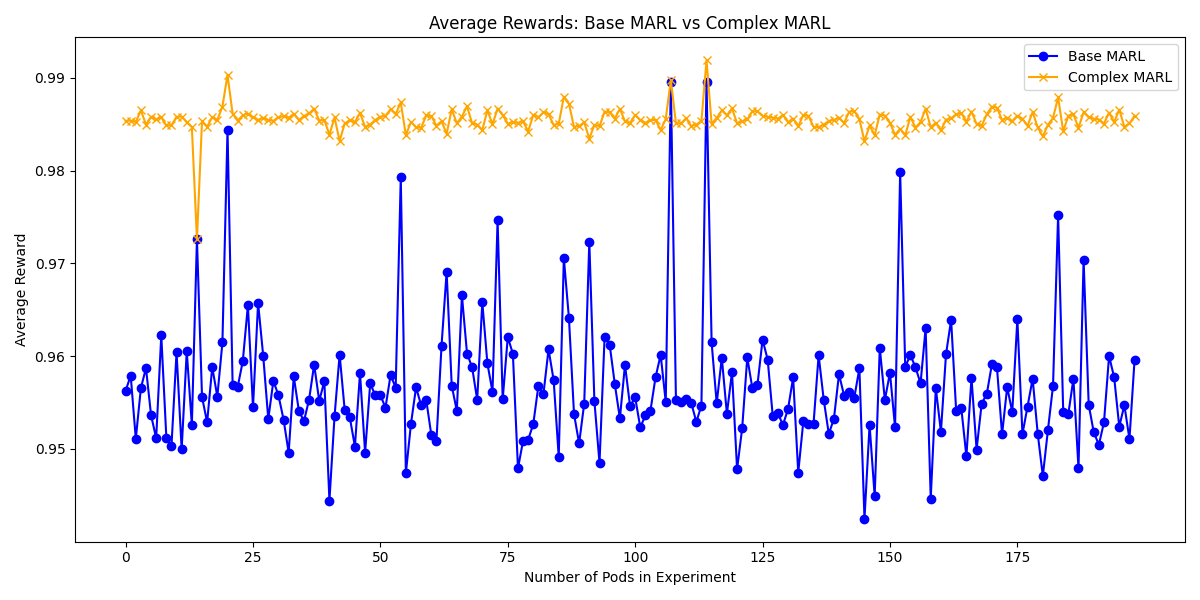 Average Rewards: Base MARL vs Complex MARL
Base MARL
Complex MARL
Average Reward
0.99
0.98
0.97
0.96
0.95
0 25 50 75 100 125 150 175
Number of Pods in Experiment